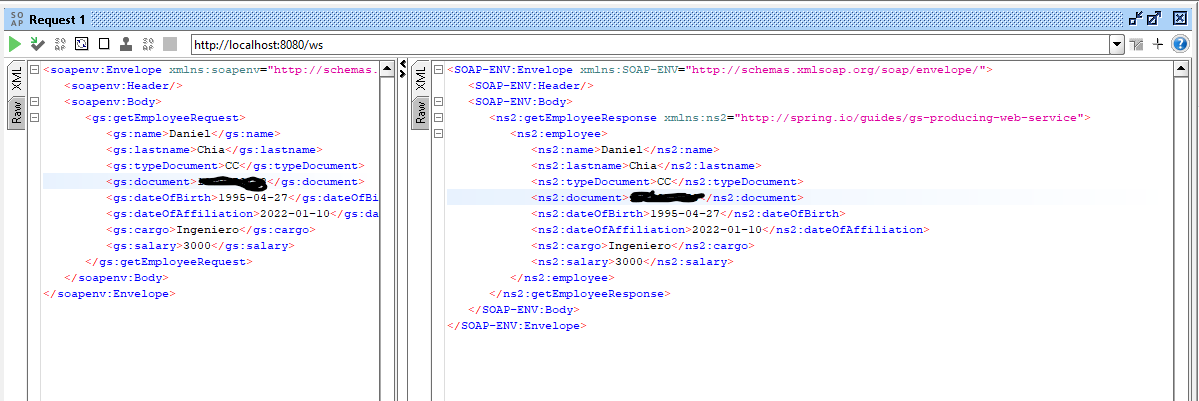 SO AP Request 1
SO AP SO AP http://localhost:8080/ws
XML
Raw
<soapenv:Envelope xmlns:soapenv="http://schemas.
<soapenv:Header/>
<soapenv:Body>
<gs:getEmployeeRequest>
<gs:name>Daniel</gs:name>
<gs:lastname>Chia</gs:lastname>
<gs:typeDocument>CC</gs:typeDocument>
<gs:document></gs:document>
<gs:dateOfBirth>1995-04-27</gs:dateOfBirth
<gs:dateOfAffiliation>2022-01-10</gs:da
<gs:cargo>Ingeniero</gs:cargo>
<gs:salary>3000</gs:salary>
</gs:getEmployeeRequest>
</soapenv:Body>
</soapenv:Envelope>
XML
Raw
<SOAP-ENV:Envelope xmlns:SOAP-ENV="http://schemas.xmlsoap.org/soap/envelope/">
<SOAP-ENV:Header/>
<SOAP-ENV:Body>
<ns2:getEmployeeResponse xmlns:ns2="http://spring.io/guides/gs-producing-web-service">
<ns2:employee>
<ns2:name>Daniel</ns2:name>
<ns2:lastname>Chia</ns2:lastname>
<ns2:typeDocument>CC</ns2:typeDocument>
<ns2:document>/ns2:document>
<ns2:dateOfBirth>1995-04-27</ns2:dateOfBirth>
<ns2:dateOfAffiliation>2022-01-10</ns2:dateOfAffiliation>
<ns2:cargo>Ingeniero</ns2:cargo>
<ns2:salary>3000</ns2:salary>
</ns2:employee>
</ns2:getEmployeeResponse>
</SOAP-ENV:Body>
</SOAP-ENV:Envelope>